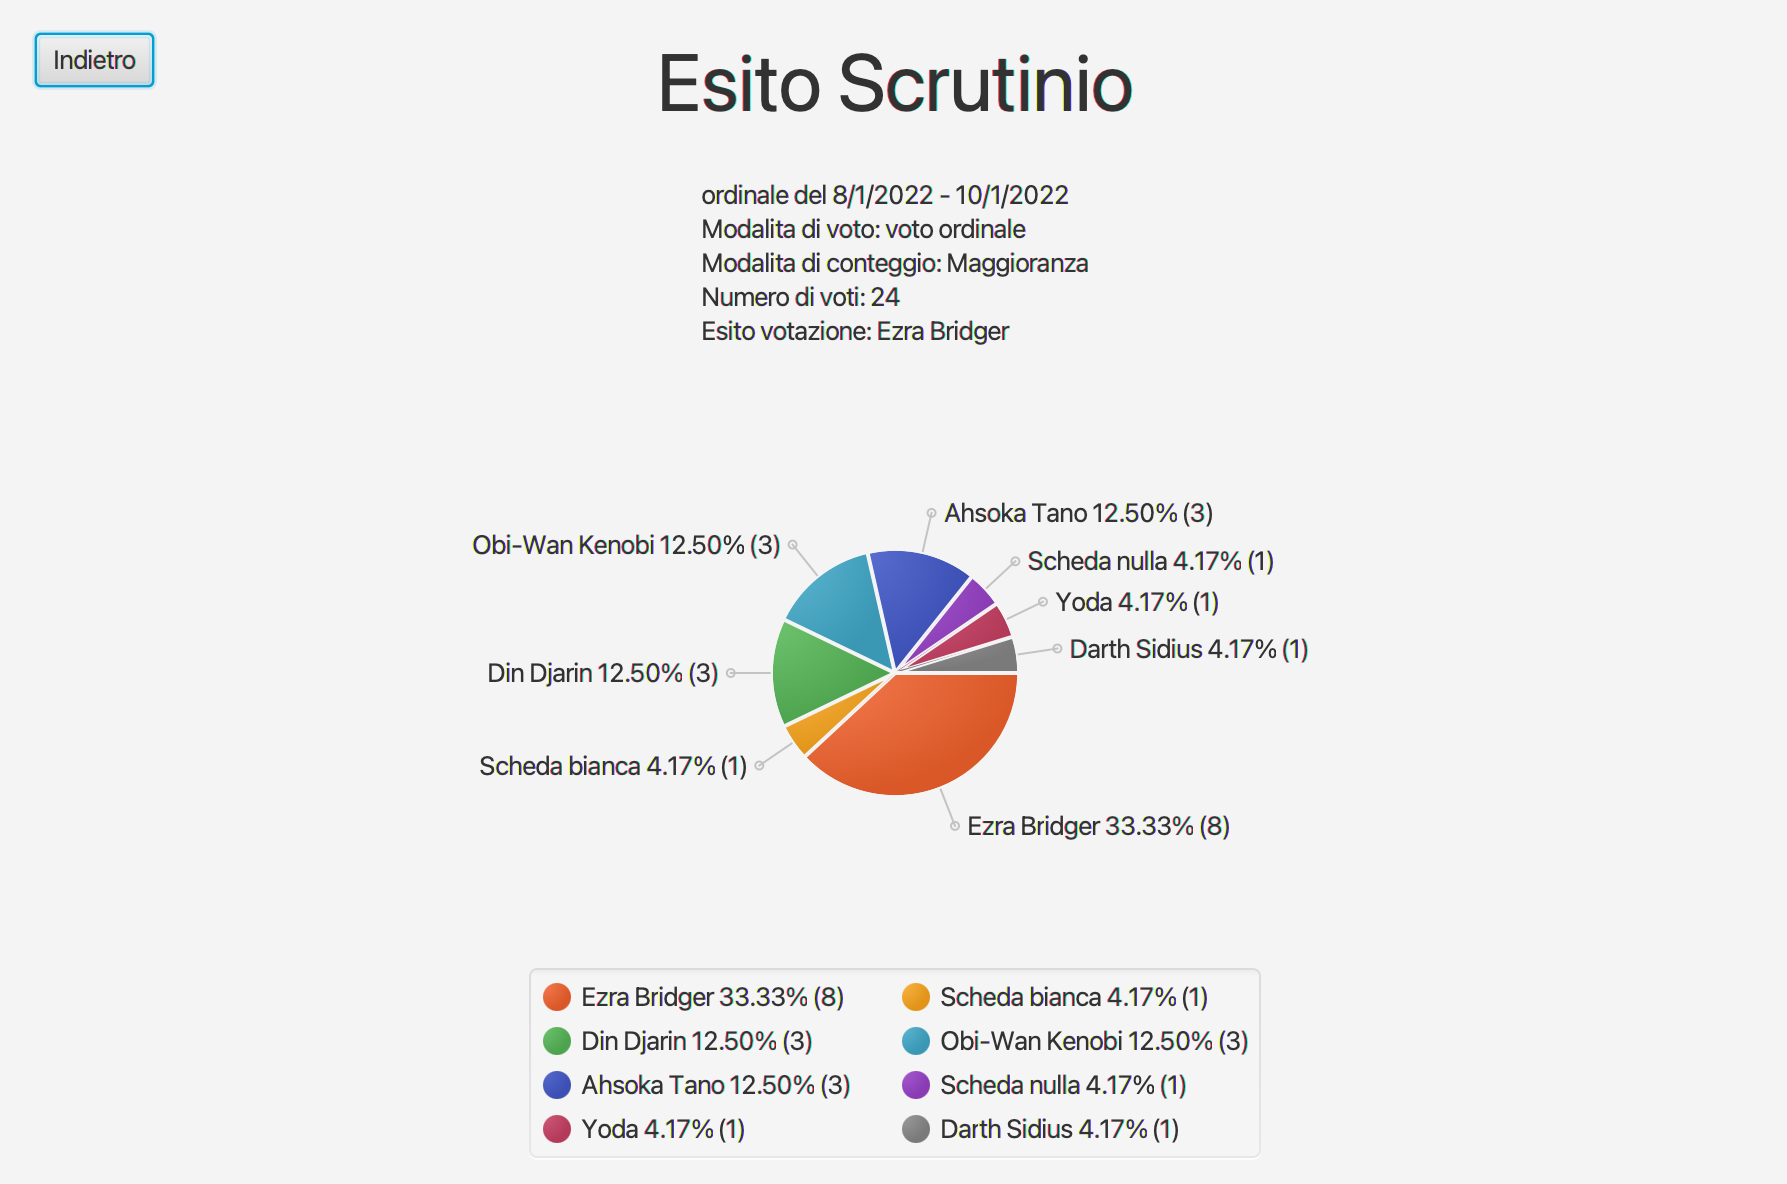 Indietro
Esito Scrutinio
ordinale del 8/1/2022 - 10/1/2022
Modalita di voto: voto ordinale
Modalita di conteggio: Maggioranza
Numero di voti: 24
Esito votazione: Ezra Bridger
Ahsoka Tano 12.50% (3)
Obi-Wan Kenobi 12.50% (3)
Scheda nulla 4.17% (1)
Yoda 4.17% (1)
Darth Sidius 4.17% (1)
Din Djarin 12.50% (3)
Scheda bianca 4.17% (1)
Ezra Bridger 33.33% (8)
Ezra Bridger 33.33% (8)
Scheda bianca 4.17% (1)
Din Djarin 12.50% (3)
Obi-Wan Kenobi 12.50% (3)
Ahsoka Tano 12.50% (3)
Scheda nulla 4.17% (1)
Yoda 4.17% (1)
Darth Sidius 4.17% (1)